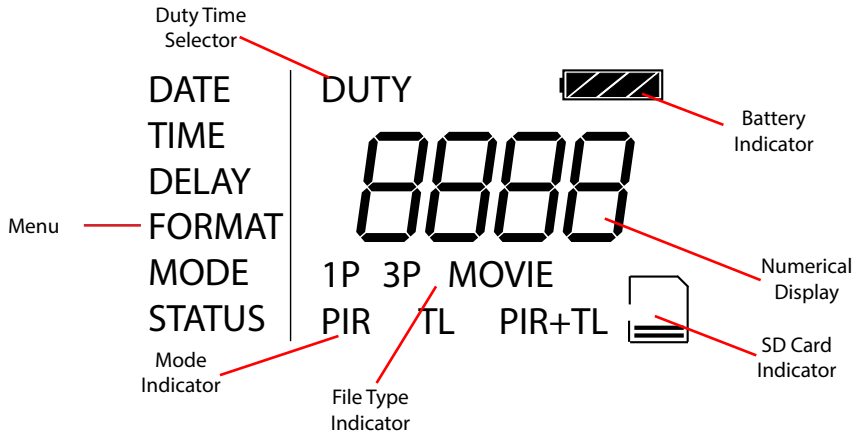 Duty Time
Selector
DATE
TIME
DELAY
FORMAT
MODE
STATUS
Menu
DUTY
8888
1P 3P MOVIE
PIR TL PIR+TL
Battery
Indicator
Numerical
Display
SD Card
Indicator
Mode
Indicator
File Type
Indicator